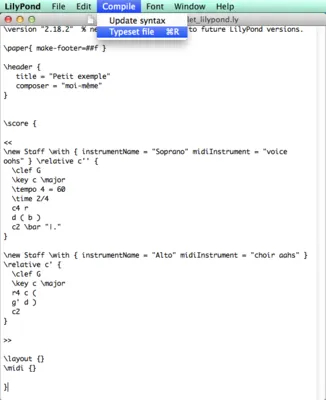 LilyPond File Edit Compile Font Window Help
Update syntax
Typeset file ⌘R
let_lilypond.ly
\version "2.18.2" % to future LilyPond versions.
\paper{ make-footer=##f }
\header {
title = "Petit exemple"
composer = "moi-même"
}
\score {
<<
\new Staff \with { instrumentName = "Soprano" midiInstrument = "voice
oohs" } \relative c'' {
\clef G
\key c \major
\tempo 4 = 60
\time 2/4
c4 r
d ( b )
c2 \bar "|."
}
\new Staff \with { instrumentName = "Alto" midiInstrument = "choir aahs" }
\relative c' {
\clef G
\key c \major
r4 c (
g' d )
c2
}
>>
\layout {}
\midi {}
}